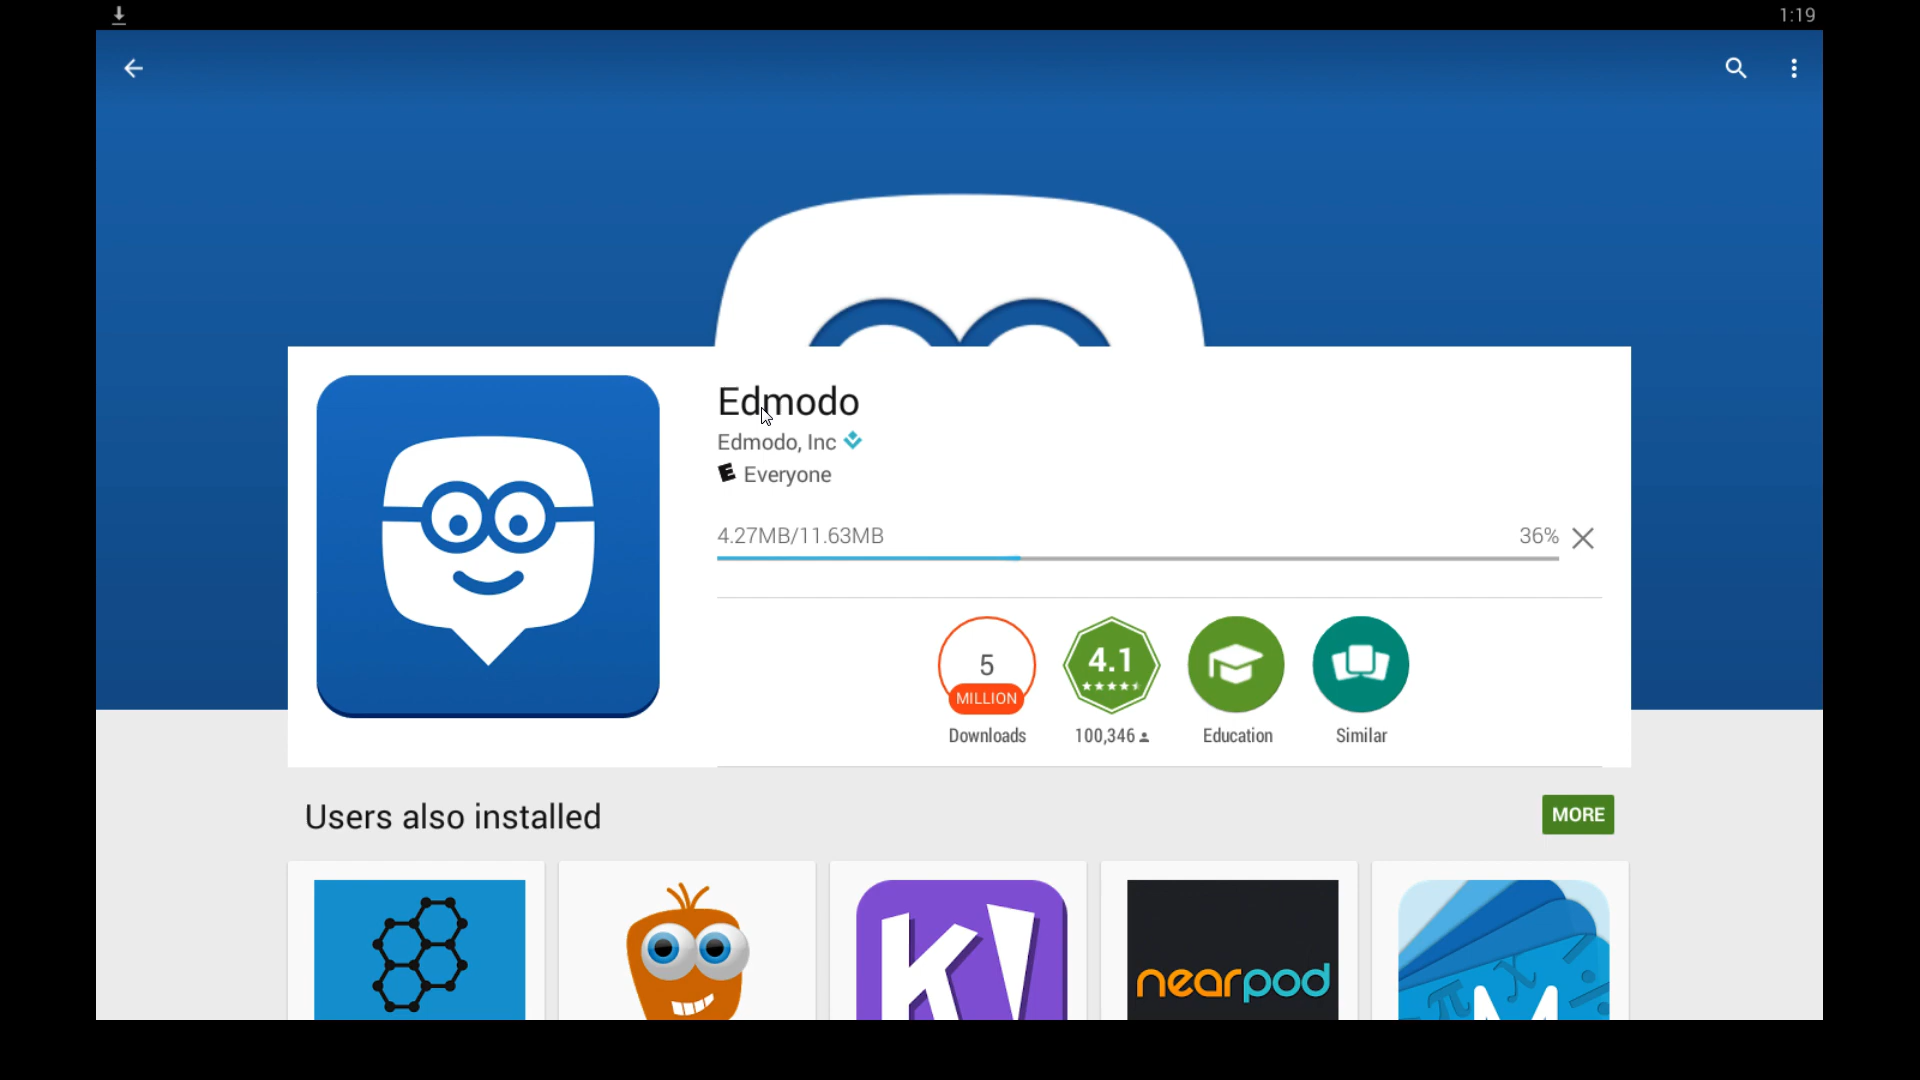 1:19
Edmodo
Edmodo, Inc
E Everyone
4.27MB/11.63MB 36%
5 MILLION
Downloads
4.1
100,346
Education
Similar
Users also installed
MORE
K!
nearpod
π x ÷
M